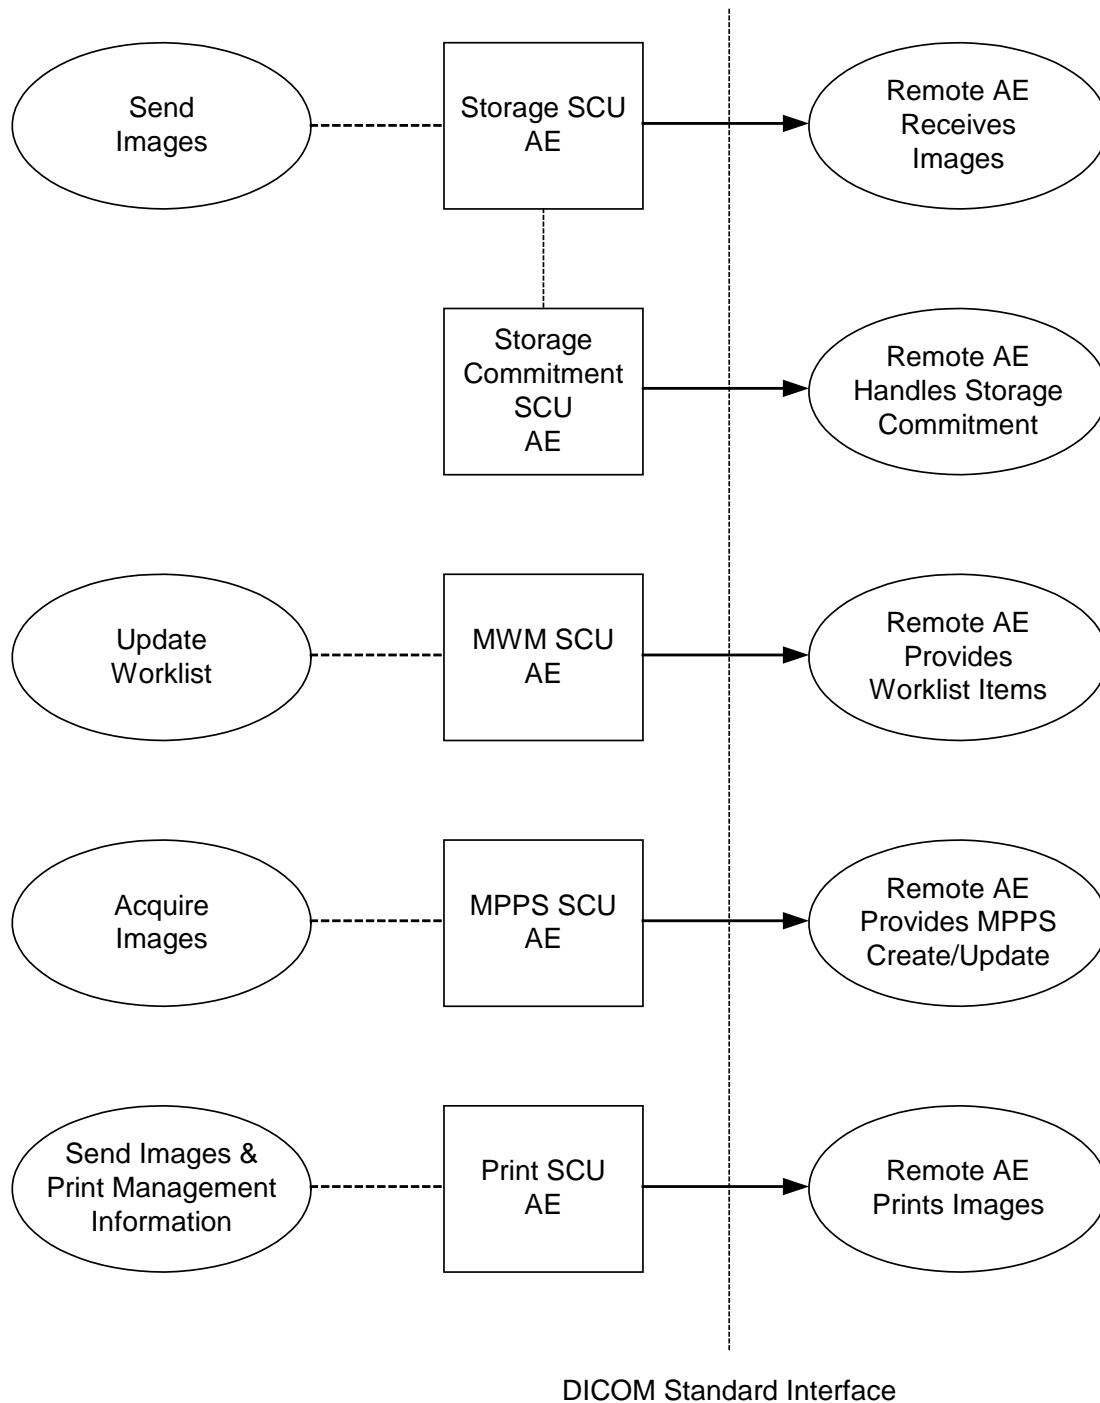 Send
Images
Storage SCU
AE
Remote AE
Receives
Images
Storage
Commitment
SCU
AE
Remote AE
Handles Storage
Commitment
Update
Worklist
MWM SCU
AE
Remote AE
Provides
Worklist Items
Acquire
Images
MPPS SCU
AE
Remote AE
Provides MPPS
Create/Update
Send Images &
Print Management
Information
Print SCU
AE
Remote AE
Prints Images
DICOM Standard Interface